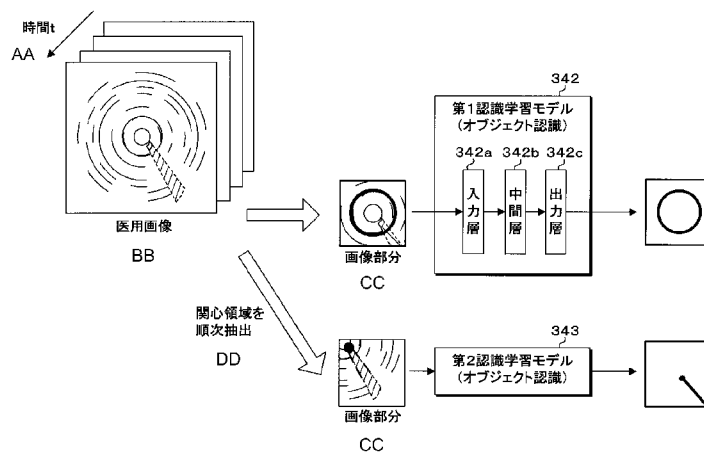 時間t
AA
医用画像
BB
342
第1認識学習モデル
(オブジェクト認識)
342a
342b
342c
入力層
中間層
出力層
画像部分
CC
関心領域を
順次抽出
DD
343
第2認識学習モデル
(オブジェクト認識)
画像部分
CC